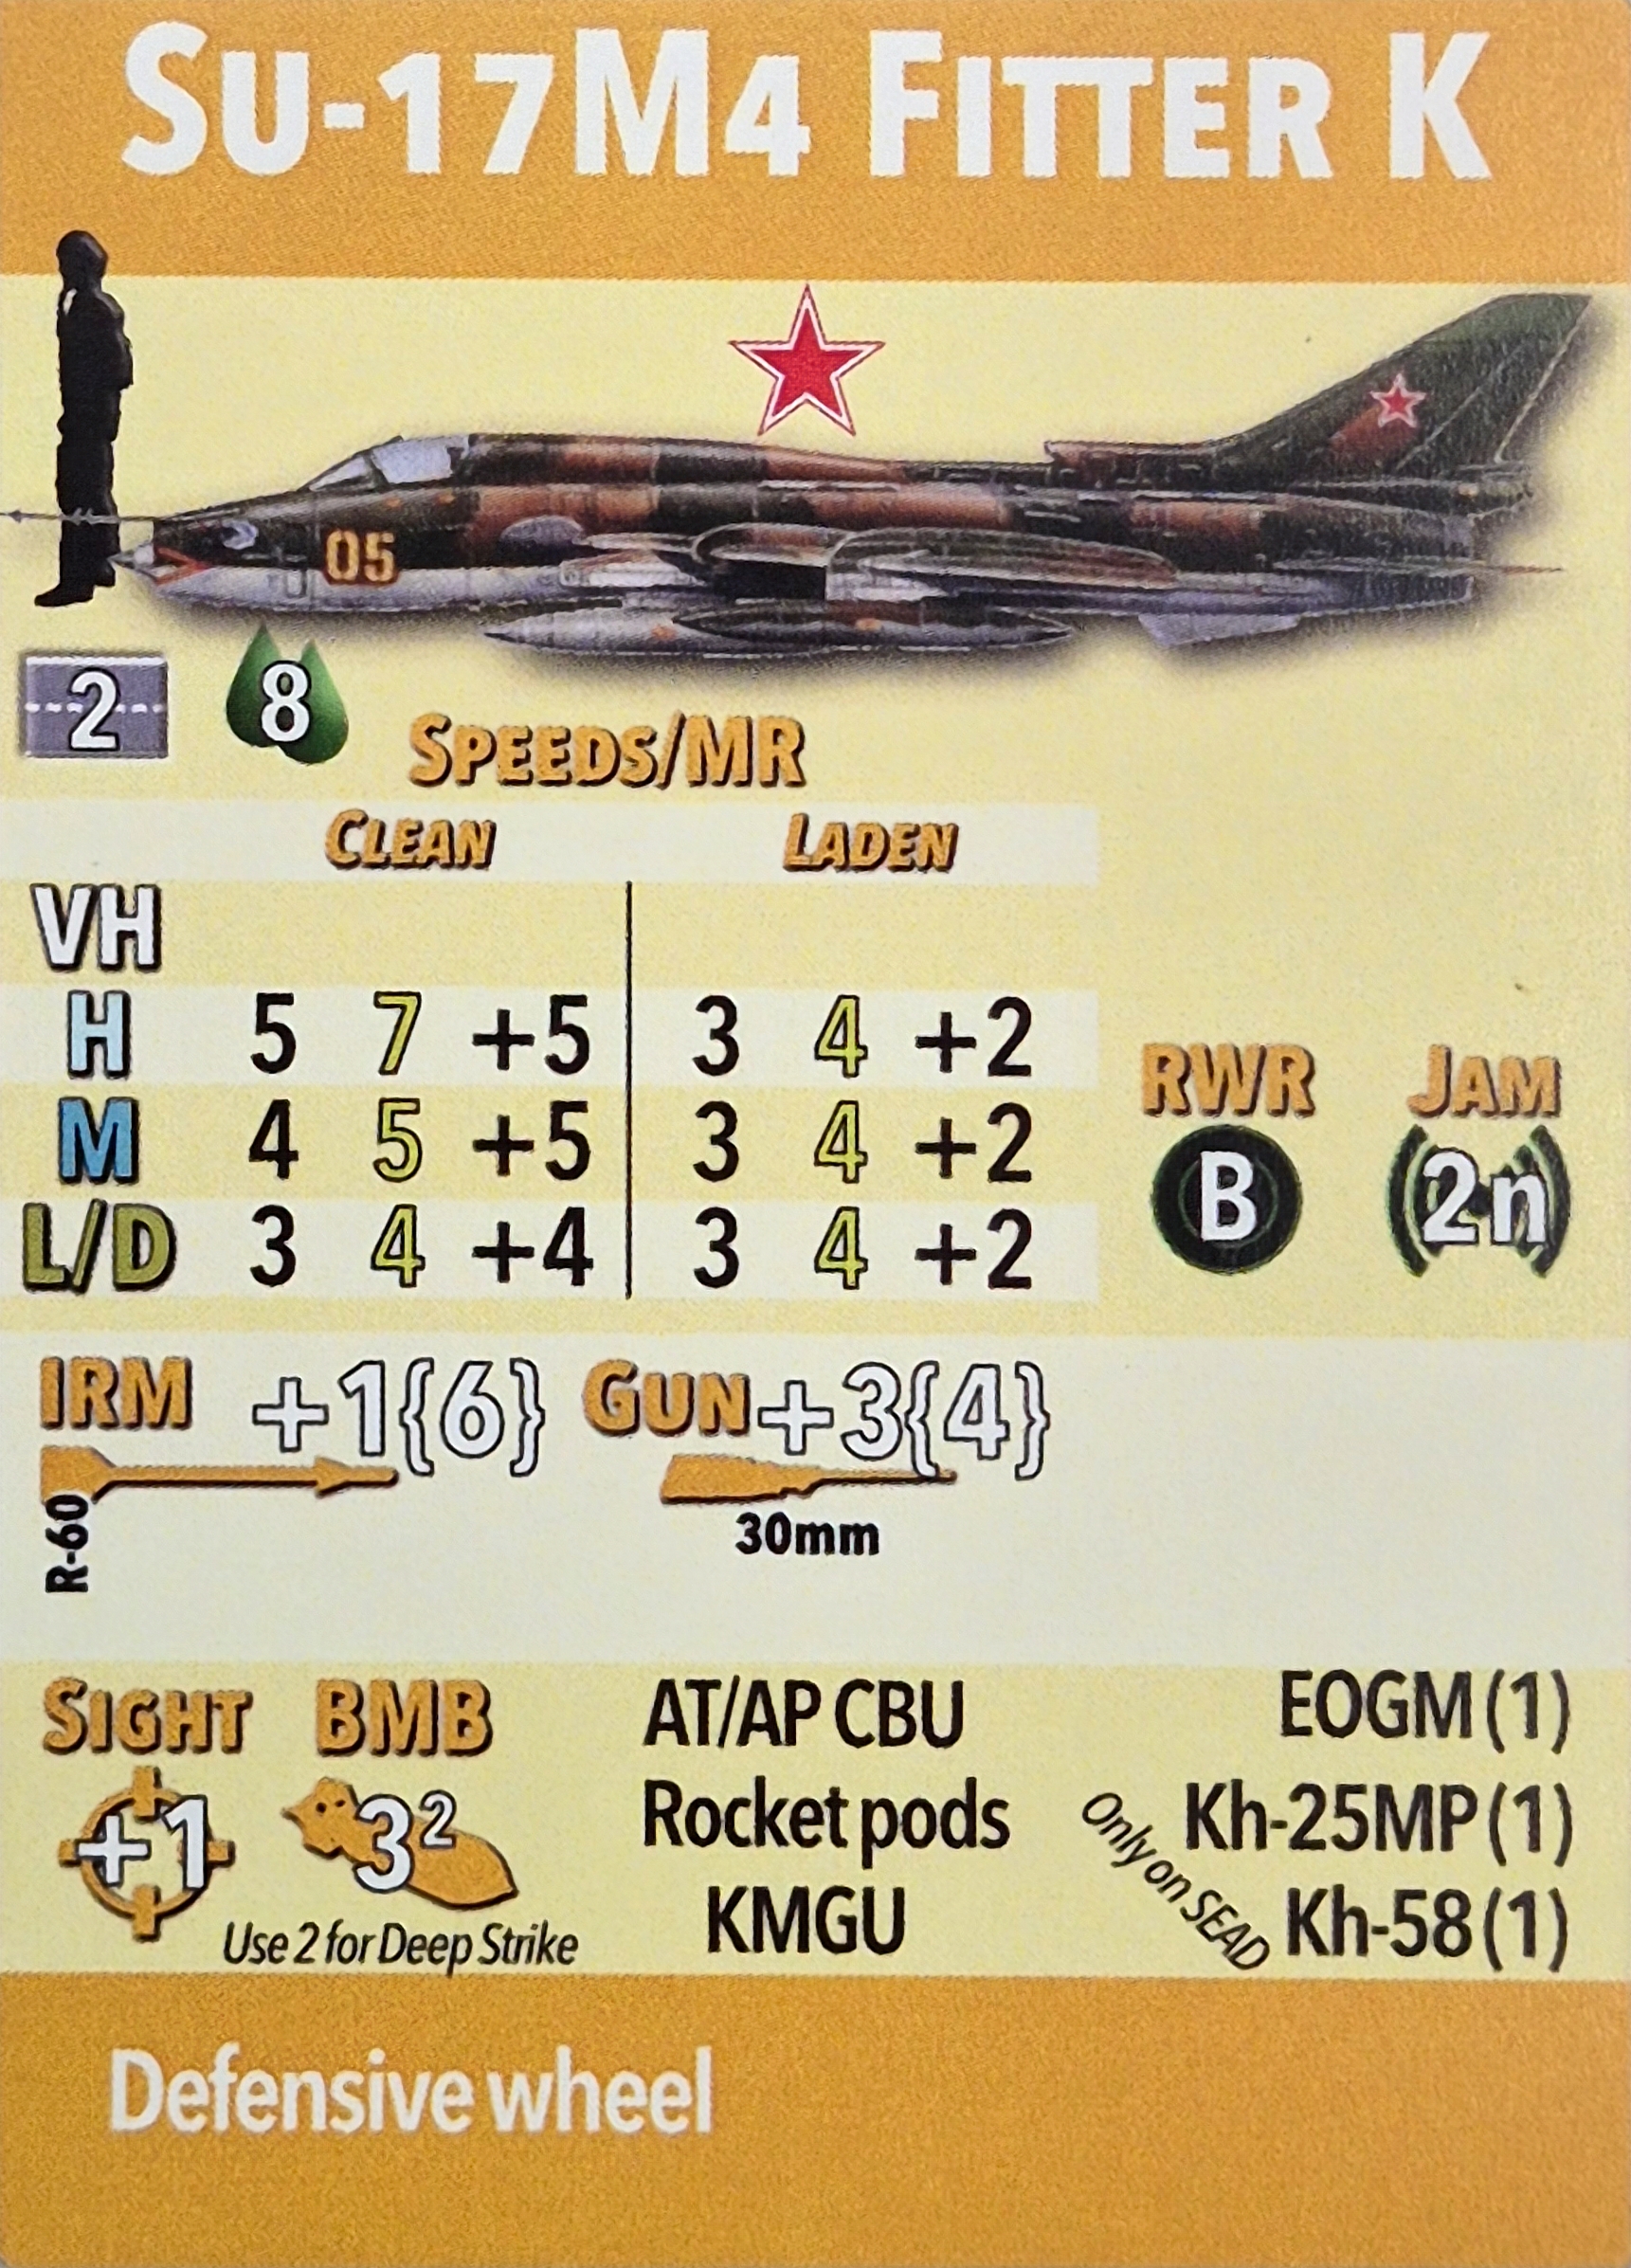 SU-17M4 FITTER K
05
2 8
SPEEDS/MR
CLEAN LADEN
VH
H 5 7 +5 3 4 +2
M 4 5 +5 3 4 +2
L/D 3 4 +4 3 4 +2
RWR JAM
B 2n
IRM +1{6} GUN +3{4}
R-60
30mm
SIGHT BMB
+1 3²
Use 2 for Deep Strike
AT/AP CBU
Rocket pods
KMGU
EOGM (1)
Kh-25MP (1)
Only on SEAD
Kh-58 (1)
Defensive wheel